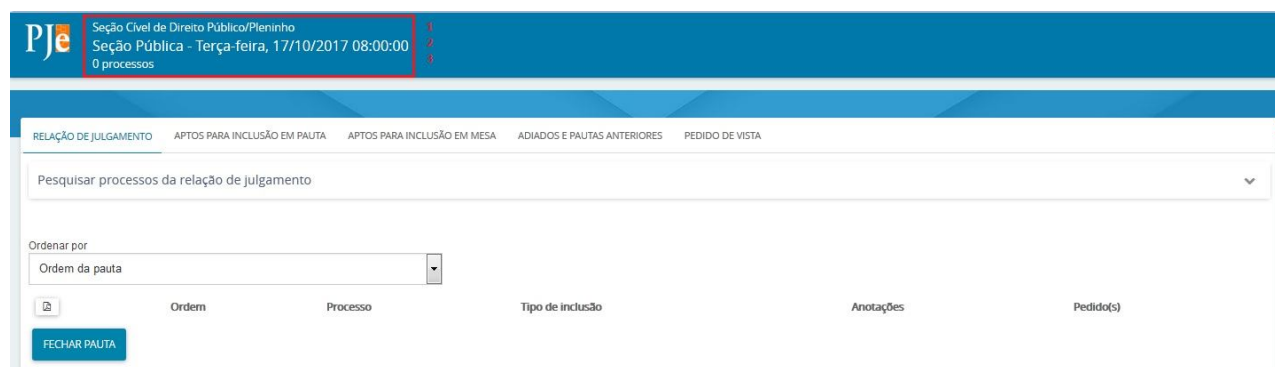 PJe
Seção Cível de Direito Público/Pleninho 1
Seção Pública - Terça-feira, 17/10/2017 08:00:00 2
0 processos 3
RELAÇÃO DE JULGAMENTO APTOS PARA INCLUSÃO EM PAUTA APTOS PARA INCLUSÃO EM MESA ADIADOS E PAUTAS ANTERIORES PEDIDO DE VISTA
Pesquisar processos da relação de julgamento
Ordenar por
Ordem da pauta
Ordem Processo Tipo de inclusão Anotações Pedido(s)
FECHAR PAUTA